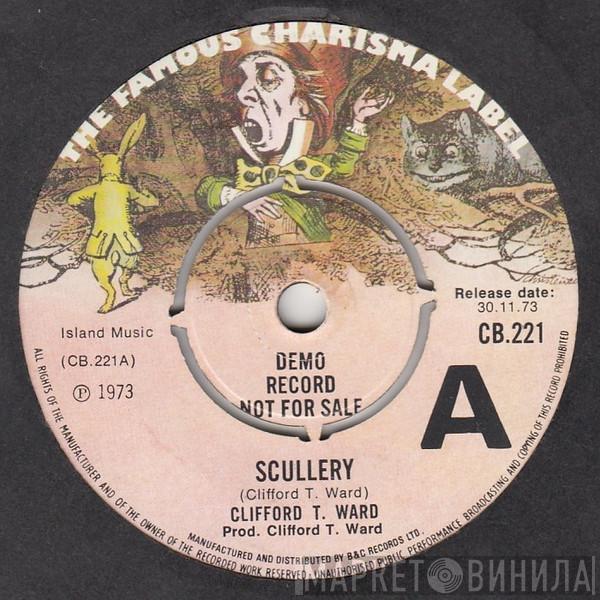 THE FAMOUS CHARISMA LABEL
Release date:
30.11.73
CB.221
Island Music
(CB.221A)
℗ 1973
DEMO
RECORD
NOT FOR SALE
A
SCULLERY
(Clifford T. Ward)
CLIFFORD T. WARD
Prod. Clifford T. Ward
MANUFACTURED AND DISTRIBUTED BY B&C RECORDS LTD.
ALL RIGHTS OF THE MANUFACTURER AND OF THE OWNER OF THE RECORDED WORK RESERVED. UNAUTHORISED PUBLIC PERFORMANCE BROADCASTING AND COPYING OF THIS RECORD PROHIBITED
МАРКЕТ ВИНИЛА